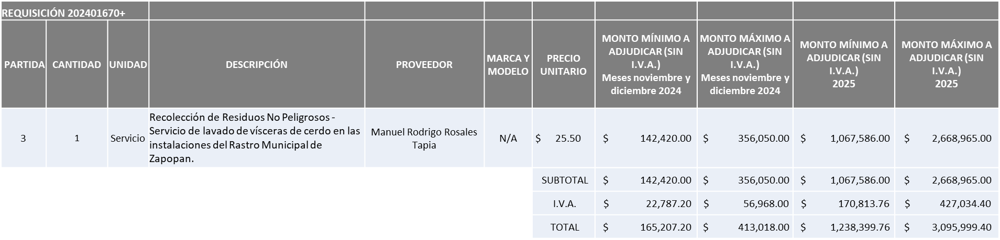 REQUISICIÓN 202401670+
PARTIDA
CANTIDAD
UNIDAD
DESCRIPCIÓN
PROVEEDOR
MARCA Y
MODELO
PRECIO
UNITARIO
MONTO MÍNIMO A
ADJUDICAR (SIN
I.V.A.)
Meses noviembre y
diciembre 2024
MONTO MÁXIMO A
ADJUDICAR (SIN
I.V.A.)
Meses noviembre y
diciembre 2024
MONTO MÍNIMO A
ADJUDICAR (SIN
I.V.A.)
2025
MONTO MÁXIMO A
ADJUDICAR (SIN
I.V.A.)
2025
3
1
Servicio
Recolección de Residuos No Peligrosos -
Servicio de lavado de vísceras de cerdo en las
instalaciones del Rastro Municipal de
Zapopan.
Manuel Rodrigo Rosales
Tapia
N/A
$ 25.50
$ 142,420.00
$ 356,050.00
$ 1,067,586.00
$ 2,668,965.00
SUBTOTAL $ 142,420.00 $ 356,050.00 $ 1,067,586.00 $ 2,668,965.00
I.V.A. $ 22,787.20 $ 56,968.00 $ 170,813.76 $ 427,034.40
TOTAL $ 165,207.20 $ 413,018.00 $ 1,238,399.76 $ 3,095,999.40